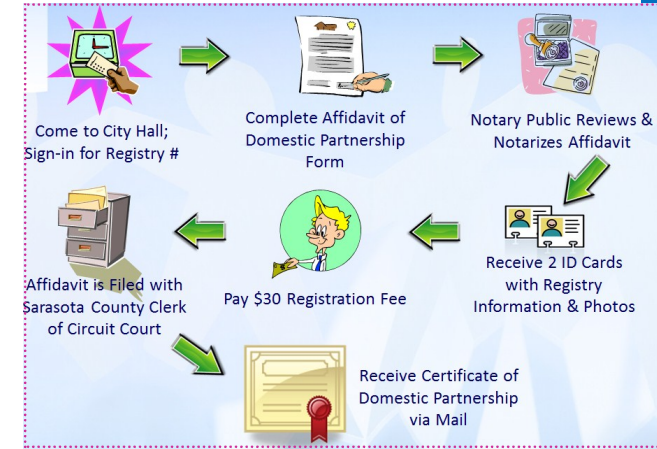 Come to City Hall;
Sign-in for Registry #
Complete Affidavit of
Domestic Partnership
Form
Notary Public Reviews &
Notarizes Affidavit
Receive 2 ID Cards
with Registry
Information & Photos
Pay $30 Registration Fee
Affidavit is Filed with
Sarasota County Clerk
of Circuit Court
Receive Certificate of
Domestic Partnership
via Mail